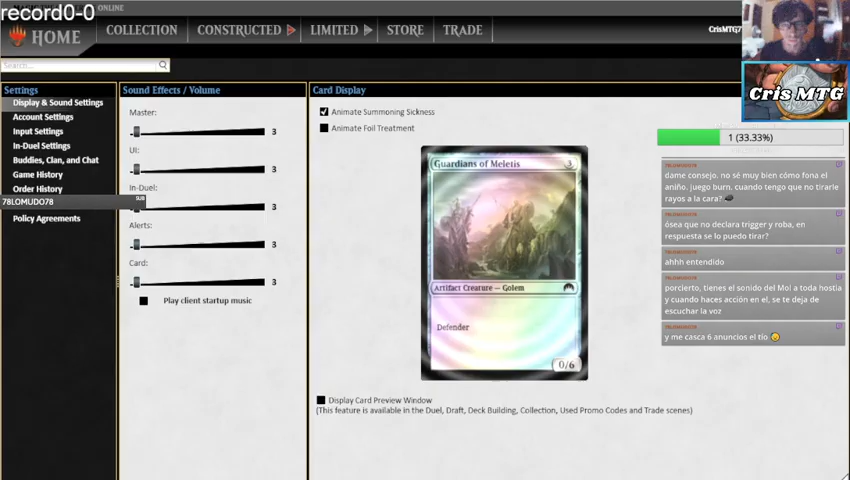 record0-0
ONLINE
HOME
COLLECTION
CONSTRUCTED
LIMITED
STORE
TRADE
CrisMTG7
Search...
Cris MTG
Settings
Display & Sound Settings
Account Settings
Input Settings
In-Duel Settings
Buddies, Clan, and Chat
Game History
Order History
78LOMUDO78
SUB
Policy Agreements
Sound Effects / Volume
Master:
3
UI:
3
In-Duel:
3
Alerts:
3
Card:
3
Play client startup music
Card Display
Animate Summoning Sickness
Animate Foil Treatment
Guardians of Meletis
3
Artifact Creature — Golem
Defender
0/6
Display Card Preview Window
(This feature is available in the Duel, Draft, Deck Building, Collection, Used Promo Codes and Trade scenes)
1 (33.33%)
78LOMUDO78
dame consejo. no sé muy bien cómo fona el
aniño. juego burn. cuando tengo que no tirarle
rayos a la cara?
78LOMUDO78
ósea que no declara trigger y roba, en
respuesta se lo puedo tirar?
78LOMUDO78
ahhh entendido
78LOMUDO78
porcierto, tienes el sonido del Mol a toda hostia
y cuando haces acción en el, se te deja de
escuchar la voz
78LOMUDO78
y me casca 6 anuncios el tío